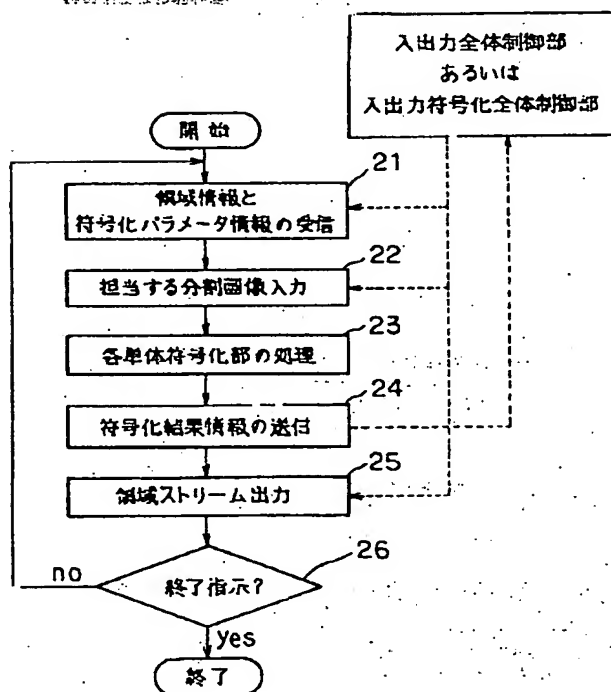 入出力全体制御部
あるいは
入出力符号化全体制御部
開始
21
領域情報と
符号化パラメータ情報の受信
22
担当する分割画像入力
23
各単体符号化部の処理
24
符号化結果情報の送付
25
領域ストリーム出力
26
終了指示?
no
yes
終了